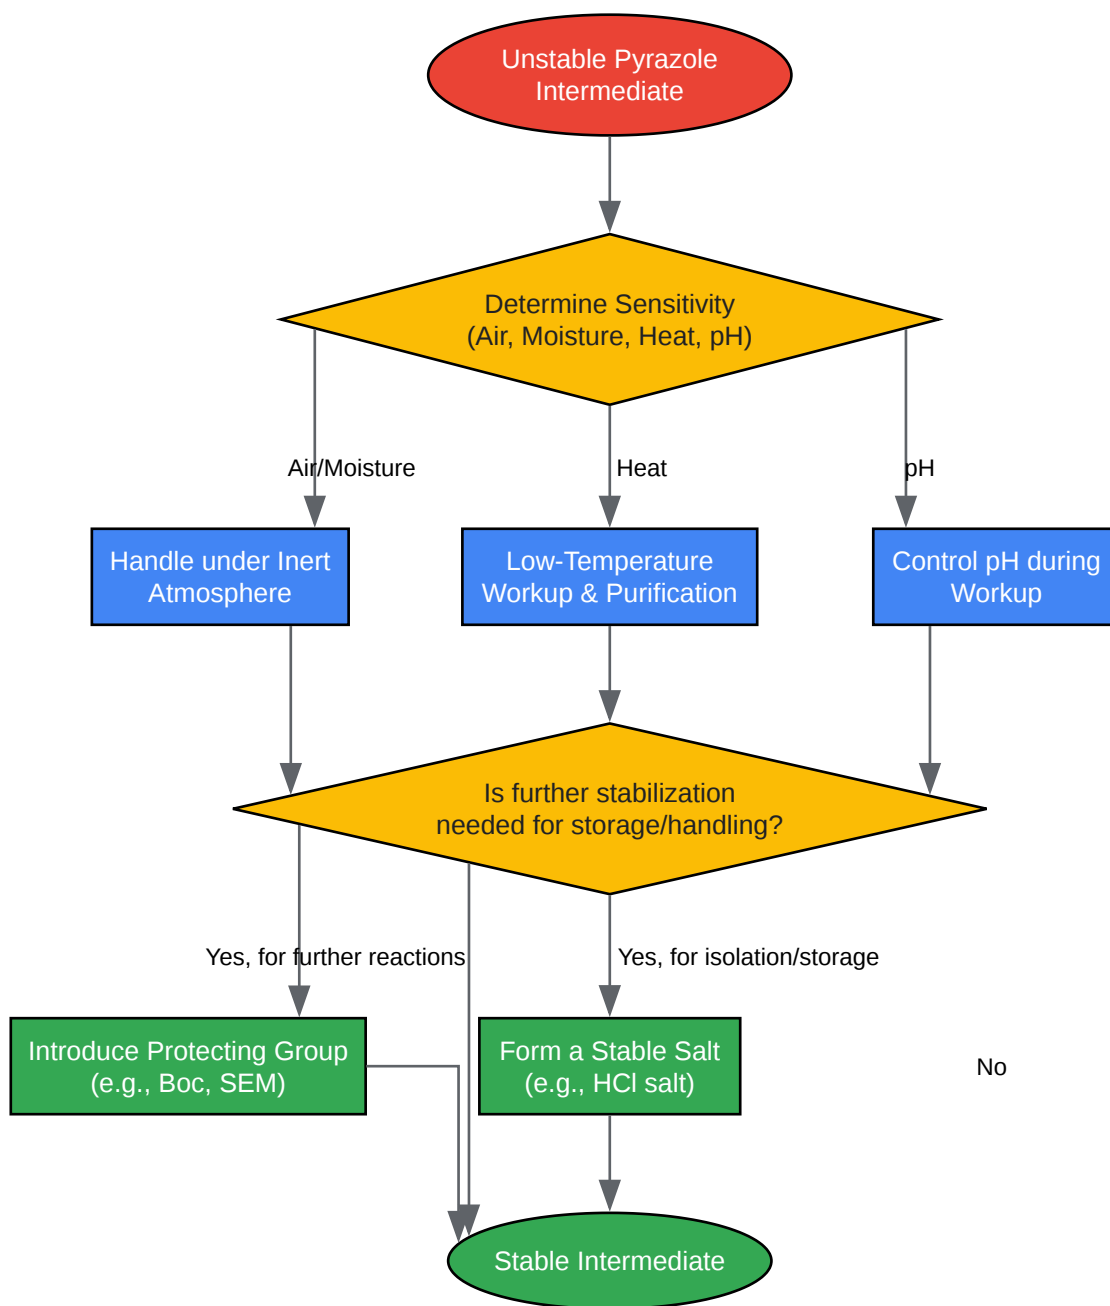 Unstable Pyrazole
Intermediate
Determine Sensitivity
(Air, Moisture, Heat, pH)
Air/Moisture
Heat
pH
Handle under Inert
Atmosphere
Low-Temperature
Workup & Purification
Control pH during
Workup
Is further stabilization
needed for storage/handling?
Yes, for further reactions
Yes, for isolation/storage
Introduce Protecting Group
(e.g., Boc, SEM)
Form a Stable Salt
(e.g., HCl salt)
No
Stable Intermediate